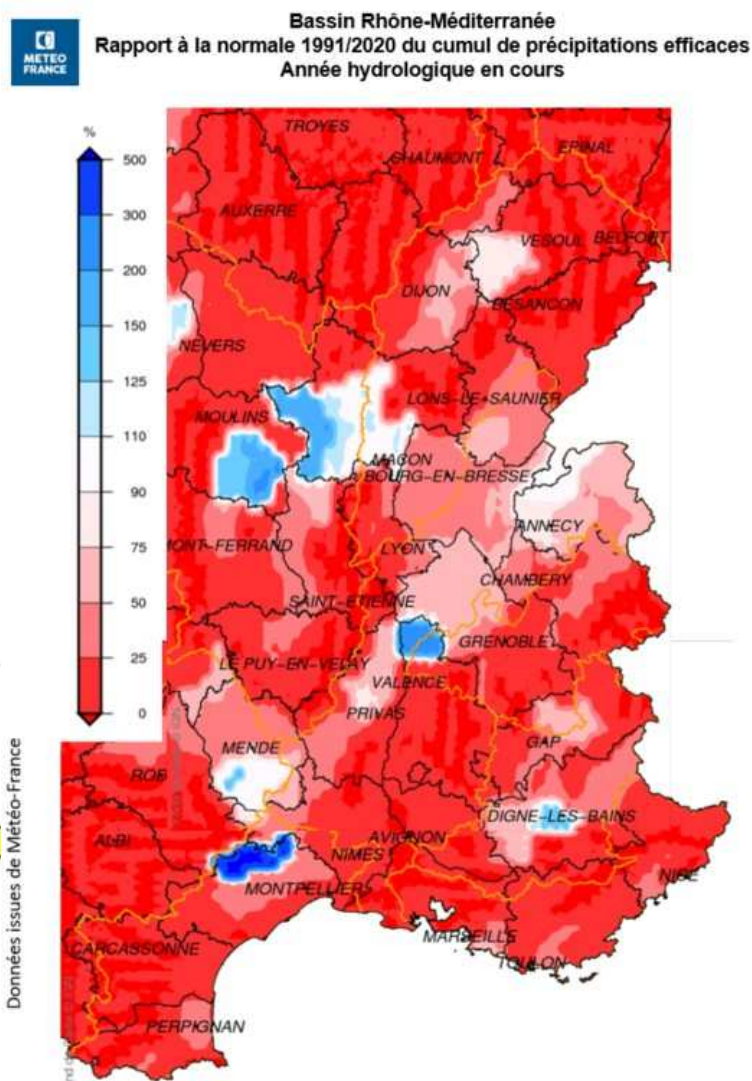 METEO
FRANCE
Bassin Rhône-Méditerranée
Rapport à la normale 1991/2020 du cumul de précipitations efficaces
Année hydrologique en cours
%
500
300
200
150
125
110
90
75
50
25
0
TROYES
CHAUMONT
EPINAL
AUXERRE
VESOUL
BELFORT
DIJON
BESANCON
NEVERS
LONS-LE-SAUNIER
MOULINS
MACON
BOURG-EN-BRESSE
ANNECY
MONT-FERRAND
LYON
CHAMBERY
SAINT-ETIENNE
GRENOBLE
LE PUY-EN-VELAY
VALENCE
PRIVAS
GAP
MENDE
ROD
DIGNE-LES-BAINS
ALBI
AVIGNON
NIMES
MONTPELLIER
NICE
MARSEILLE
CARCASSONNE
TOULON
PERPIGNAN
Données issues de Météo-France